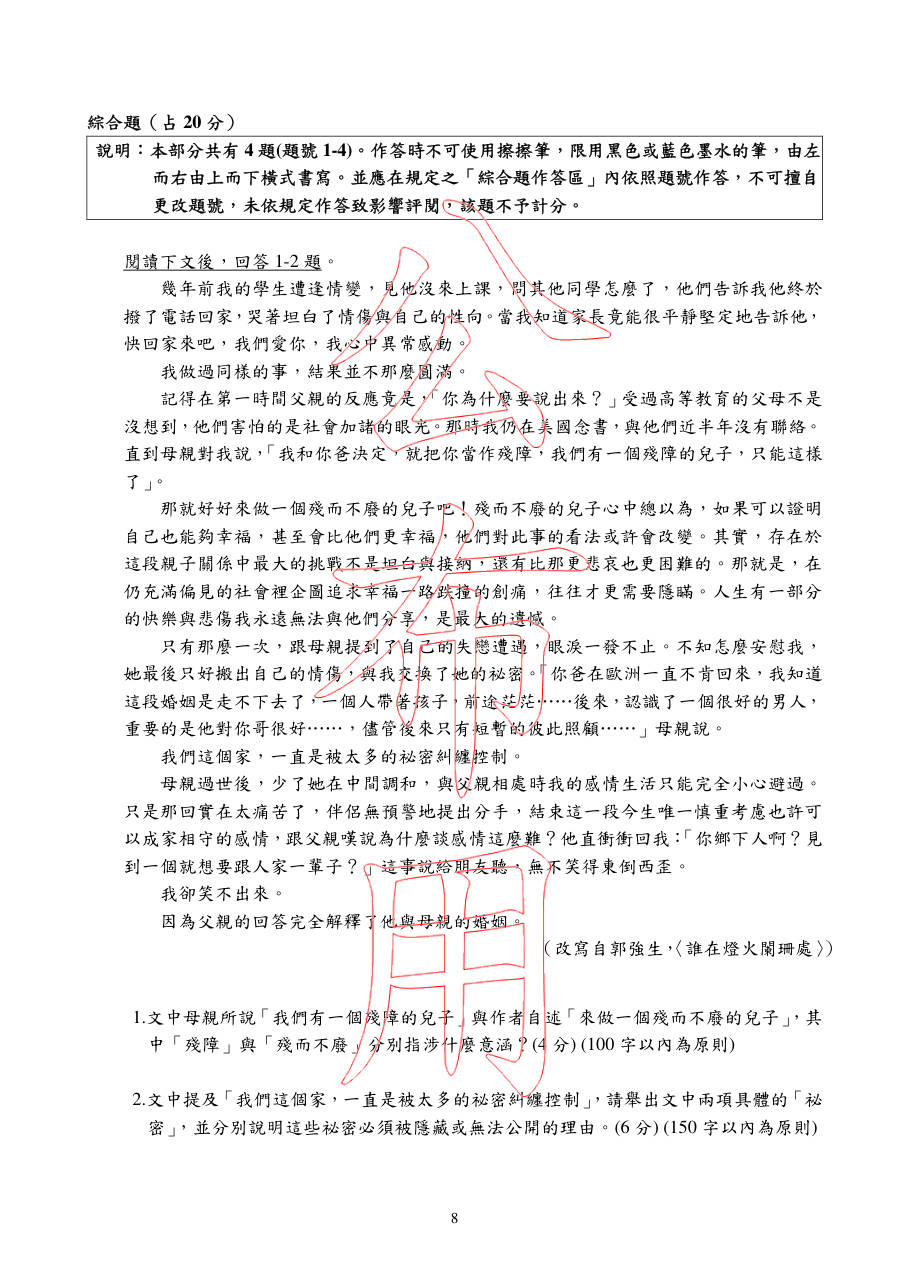 綜合題（占 20 分）
說明：本部分共有 4 題(題號 1-4)。作答時不可使用擦擦筆，限用黑色或藍色墨水的筆，由左
而右由上而下橫式書寫。並應在規定之「綜合題作答區」內依照題號作答，不可擅自
更改題號，未依規定作答致影響評閱，該題不予計分。
閱讀下文後，回答 1-2 題。
幾年前我的學生遭逢情變，見他沒來上課，問其他同學怎麼了，他們告訴我他終於
撥了電話回家，哭著坦白了情傷與自己的性向。當我知道家長竟能很平靜堅定地告訴他，
快回家來吧，我們愛你，我心中異常感動。
我做過同樣的事，結果並不那麼圓滿。
記得在第一時間父親的反應竟是，「你為什麼要說出來？」受過高等教育的父母不是
沒想到，他們害怕的是社會加諸的眼光。那時我仍在美國念書，與他們近半年沒有聯絡。
直到母親對我說，「我和你爸決定，就把你當作殘障，我們有一個殘障的兒子，只能這樣
了」。
那就好好來做一個殘而不廢的兒子吧！殘而不廢的兒子心中總以為，如果可以證明
自己也能夠幸福，甚至會比他們更幸福，他們對此事的看法或許會改變。其實，存在於
這段親子關係中最大的挑戰不是坦白與接納，還有比那更悲哀也更困難的。那就是，在
仍充滿偏見的社會裡企圖追求幸福一路跌撞的創痛，往往才更需要隱瞞。人生有一部分
的快樂與悲傷我永遠無法與他們分享，是最大的遺憾。
只有那麼一次，跟母親提到了自己的失戀遭遇，眼淚一發不止。不知怎麼安慰我，
她最後只好搬出自己的情傷，與我交換了她的祕密。「你爸在歐洲一直不肯回來，我知道
這段婚姻是走不下去了，一個人帶著孩子，前途茫茫……後來，認識了一個很好的男人，
重要的是他對你哥很好……，儘管後來只有短暫的彼此照顧……」母親說。
我們這個家，一直是被太多的祕密糾纏控制。
母親過世後，少了她在中間調和，與父親相處時我的感情生活只能完全小心避過。
只是那回實在太痛苦了，伴侶無預警地提出分手，結束這一段今生唯一慎重考慮也許可
以成家相守的感情，跟父親嘆說為什麼談感情這麼難？他直衝衝回我：「你鄉下人啊？見
到一個就想要跟人家一輩子？」這事說給朋友聽，無不笑得東倒西歪。
我卻笑不出來。
因為父親的回答完全解釋了他與母親的婚姻。
（改寫自郭強生，〈誰在燈火闌珊處〉）
1.文中母親所說「我們有一個殘障的兒子」與作者自述「來做一個殘而不廢的兒子」，其
中「殘障」與「殘而不廢」分別指涉什麼意涵？(4 分) (100 字以內為原則)
2.文中提及「我們這個家，一直是被太多的祕密糾纏控制」，請舉出文中兩項具體的「祕
密」，並分別說明這些祕密必須被隱藏或無法公開的理由。(6 分) (150 字以內為原則)
8
公布用